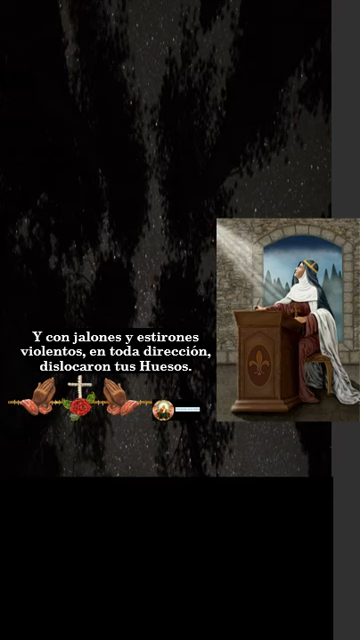 Y con jalones y estirones
violentos, en toda dirección,
dislocaron tus Huesos.